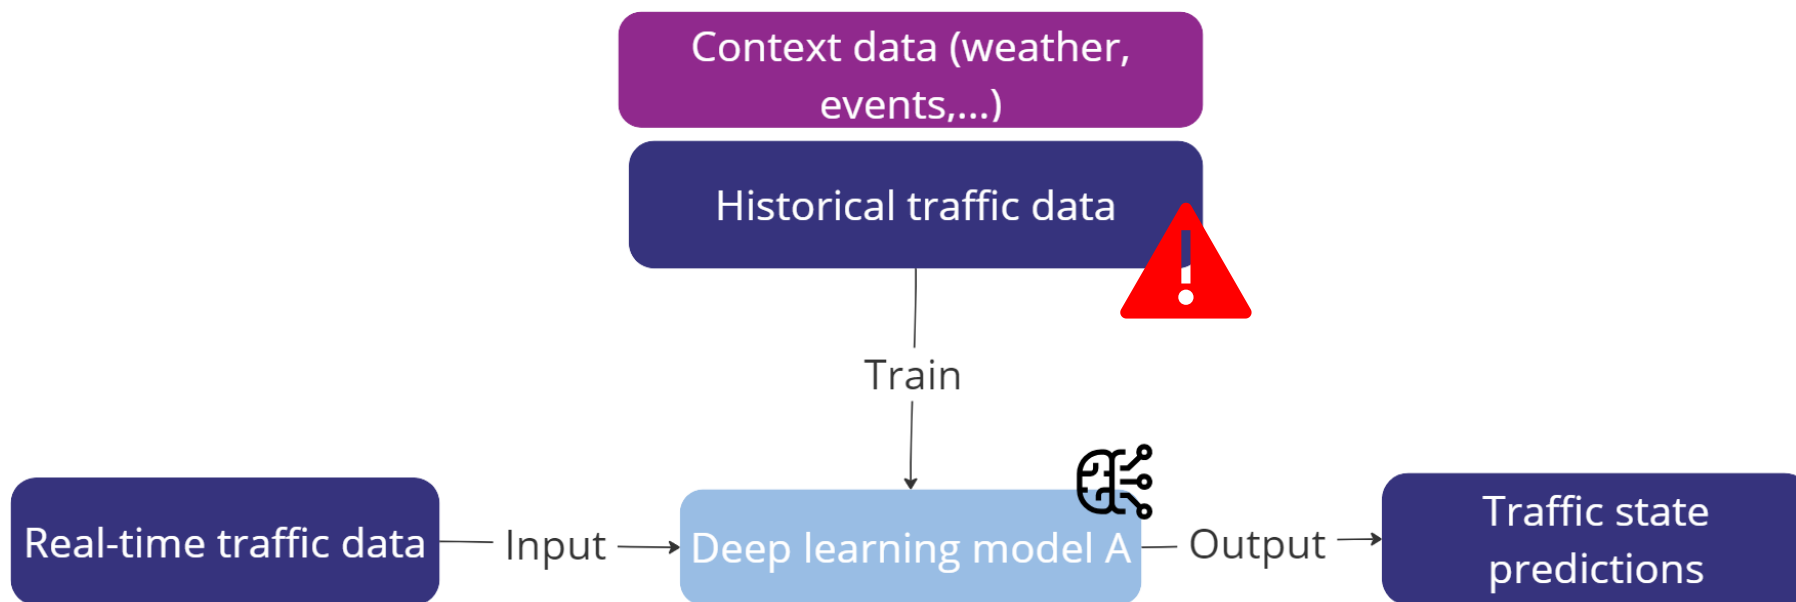 Context data (weather,
events,...)
Historical traffic data
Train
Real-time traffic data
Input
Deep learning model A
Output
Traffic state
predictions